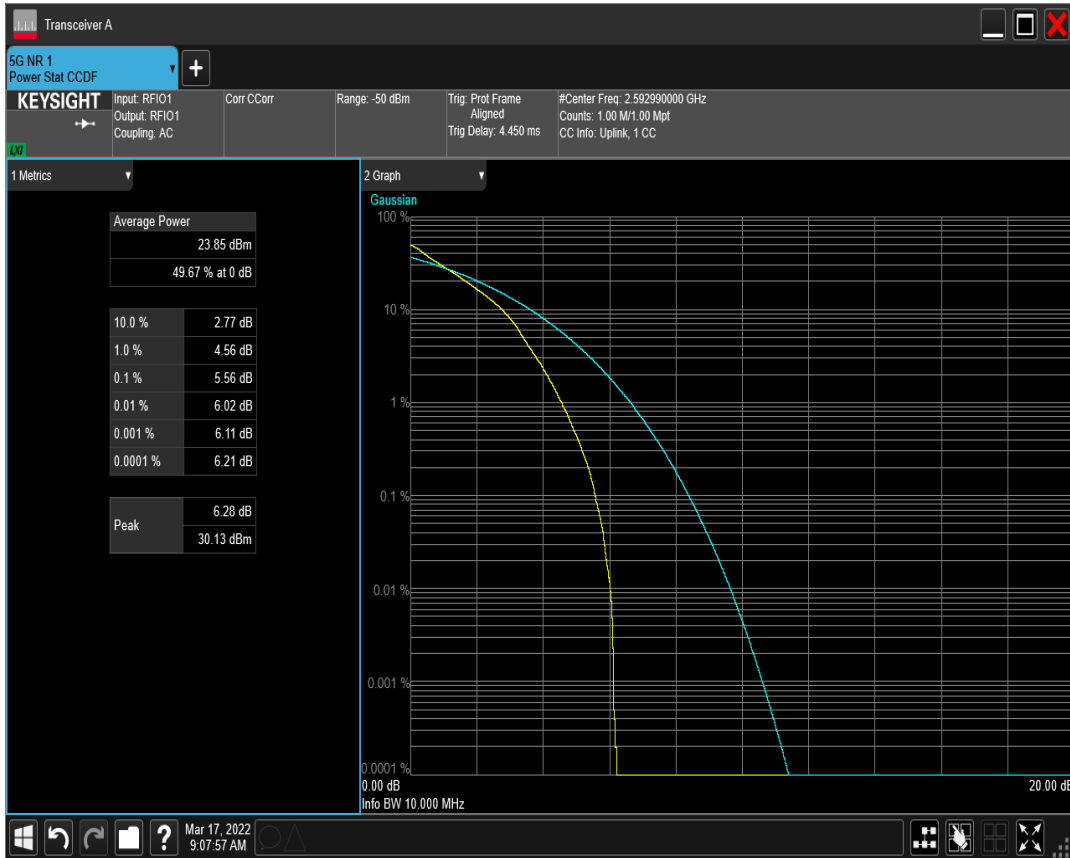 Transceiver A
5G NR 1
Power Stat CCDF
KEYSIGHT
LXI
Input: RFIO1
Output: RFIO1
Coupling: AC
Corr CCorr
Range: -50 dBm
Trig: Prot Frame
Aligned
Trig Delay: 4.450 ms
#Center Freq: 2.592990000 GHz
Counts: 1.00 M/1.00 Mpt
CC Info: Uplink, 1 CC
1 Metrics
Average Power
23.85 dBm
49.67 % at 0 dB
10.0 % 2.77 dB
1.0 % 4.56 dB
0.1 % 5.56 dB
0.01 % 6.02 dB
0.001 % 6.11 dB
0.0001 % 6.21 dB
Peak
6.28 dB
30.13 dBm
2 Graph
Gaussian
100 %
10 %
1 %
0.1 %
0.01 %
0.001 %
0.0001 %
0.00 dB 20.00 dB
Info BW 10.000 MHz
?
Mar 17, 2022
9:07:57 AM